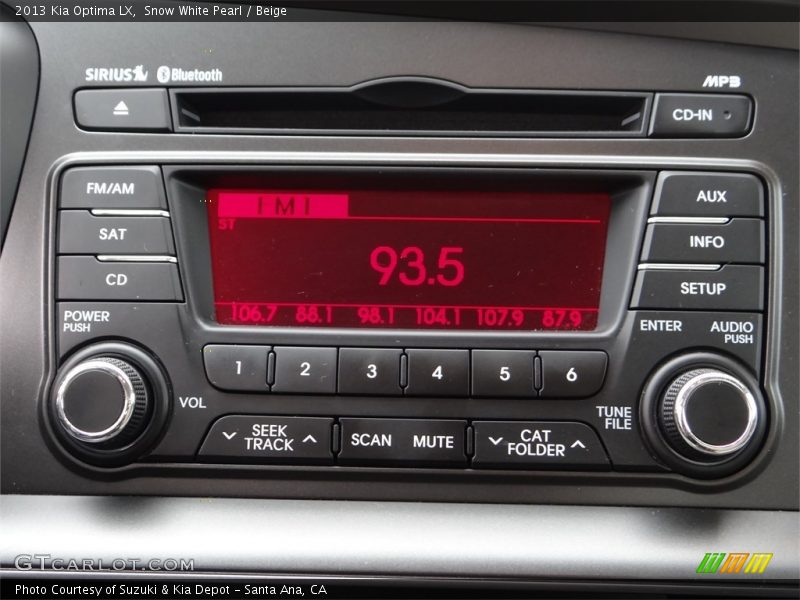 2013 Kia Optima LX, Snow White Pearl / Beige
SIRIUS Bluetooth
MP3
CD-IN
FM/AM
AUX
SAT
INFO
CD
SETUP
FM1
ST
93.5
106.7 88.1 98.1 104.1 107.9 87.9
POWER
PUSH
ENTER
AUDIO
PUSH
1 2 3 4 5 6
VOL
TUNE
FILE
SEEK
TRACK
SCAN MUTE
CAT
FOLDER
GTCARLOT.COM
Photo Courtesy of Suzuki & Kia Depot - Santa Ana, CA